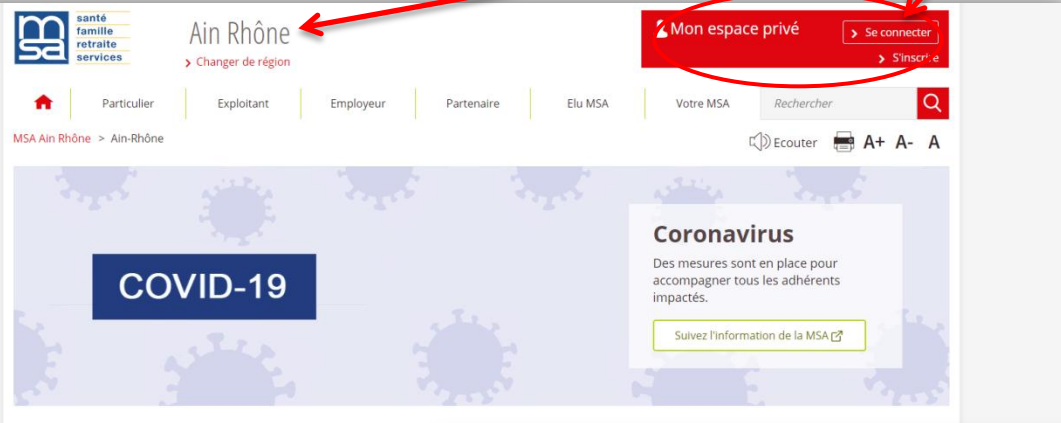 msa
santé
famille
retraite
services
Ain Rhône
> Changer de région
Mon espace privé
> Se connecter
> S'inscrire
Particulier
Exploitant
Employeur
Partenaire
Elu MSA
Votre MSA
Rechercher
MSA Ain Rhône > Ain-Rhône
Ecouter
A+ A- A
COVID-19
Coronavirus
Des mesures sont en place pour
accompagner tous les adhérents
impactés.
Suivez l'information de la MSA